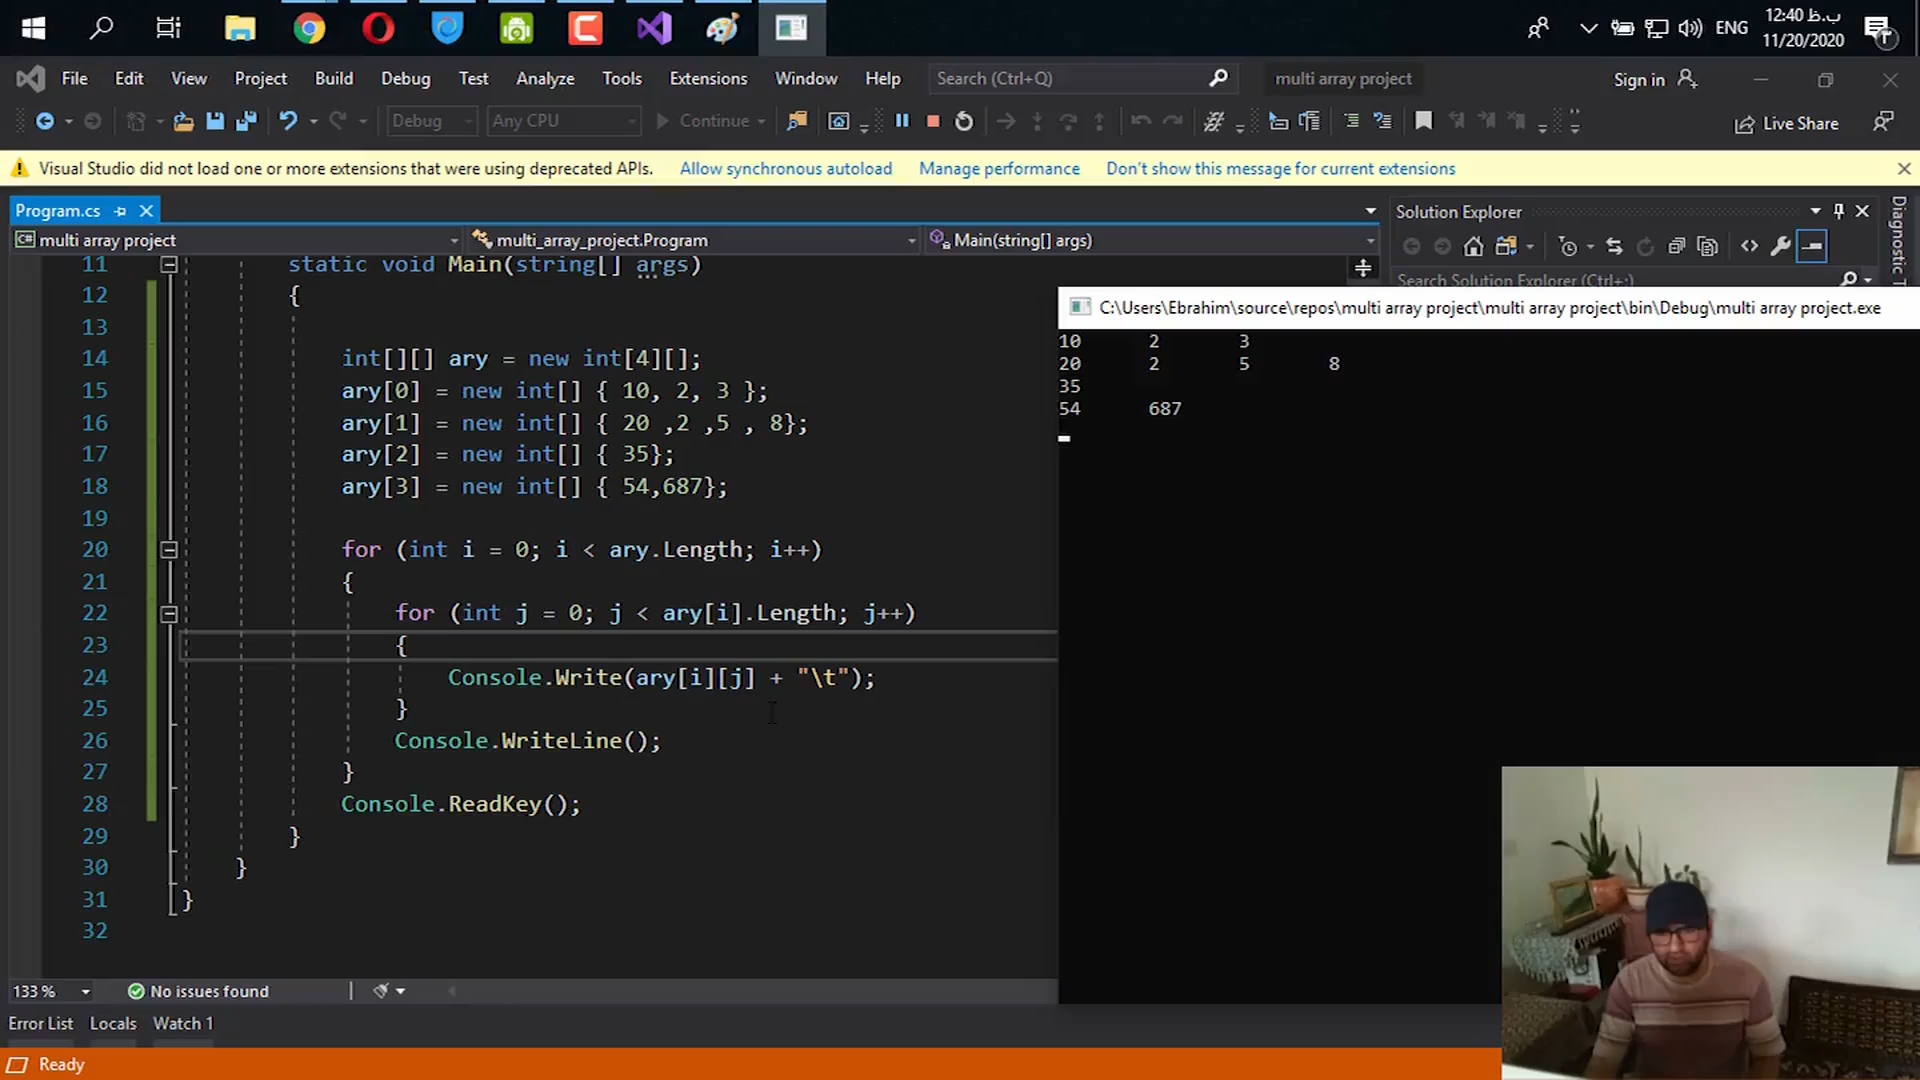 ENG
12:40 ب.ظ
11/20/2020
File Edit View Project Build Debug Test Analyze Tools Extensions Window Help Search (Ctrl+Q) multi array project Sign in
Debug Any CPU Continue Live Share
Visual Studio did not load one or more extensions that were using deprecated APIs. Allow synchronous autoload Manage performance Don't show this message for current extensions
Program.cs
Solution Explorer
multi array project multi_array_project.Program Main(string[] args)
Search Solution Explorer (Ctrl+;)
Diagnostic T
11 static void Main(string[] args)
12 {
13
14 int[][] ary = new int[4][];
15 ary[0] = new int[] { 10, 2, 3 };
16 ary[1] = new int[] { 20 ,2 ,5 , 8};
17 ary[2] = new int[] { 35};
18 ary[3] = new int[] { 54,687};
19
20 for (int i = 0; i < ary.Length; i++)
21 {
22 for (int j = 0; j < ary[i].Length; j++)
23 {
24 Console.Write(ary[i][j] + "\t");
25 }
26 Console.WriteLine();
27 }
28 Console.ReadKey();
29 }
30 }
31 }
32
C:\Users\Ebrahim\source\repos\multi array project\multi array project\bin\Debug\multi array project.exe
10 2 3
20 2 5 8
35
54 687
133 % No issues found
Error List Locals Watch 1
Ready